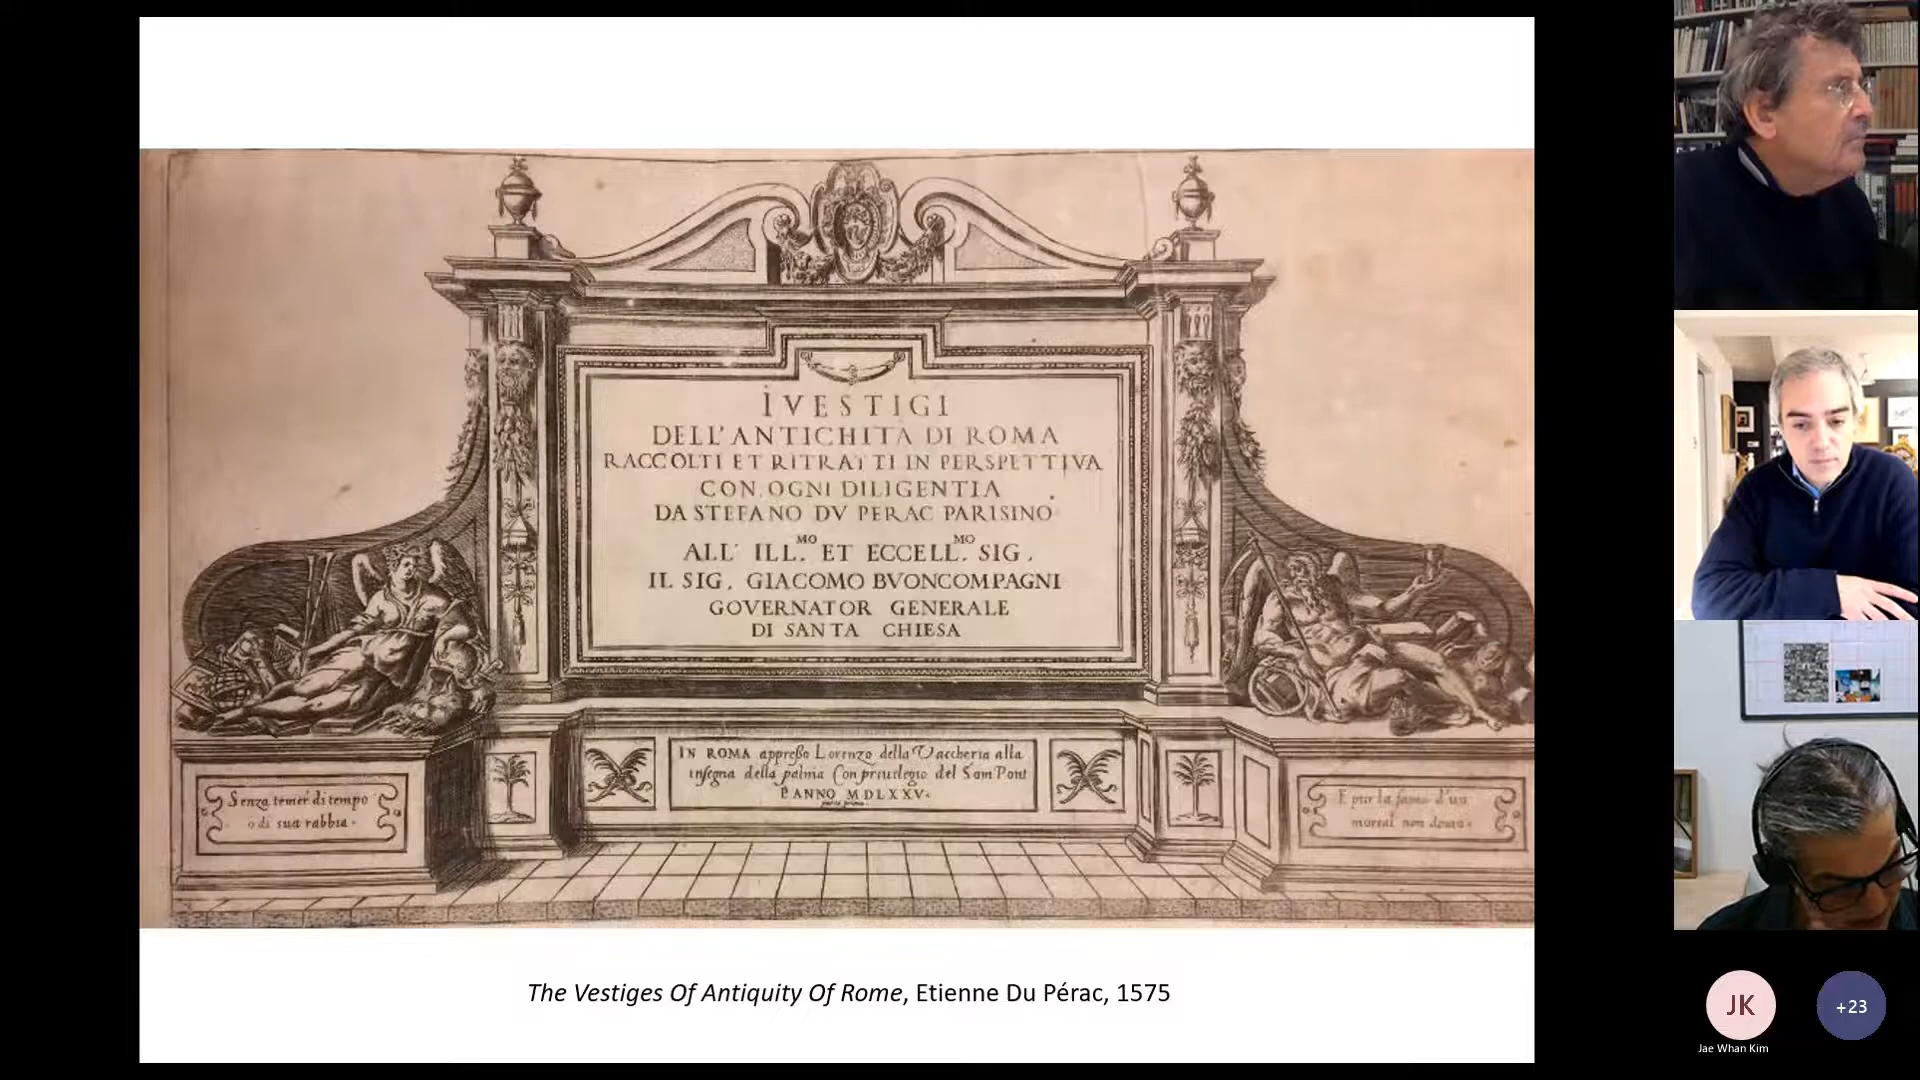 I VESTIGI
DELL'ANTICHITA DI ROMA
RACCOLTI ET RITRATTI IN PERSPETTIVA
CON OGNI DILIGENTIA
DA STEFANO DV PERAC PARISINO
ALL' ILL.MO ET ECCELL.MO SIG.
IL SIG. GIACOMO BVONCOMPAGNI
GOVERNATOR GENERALE
DI SANTA CHIESA
IN ROMA appresso Lorenzo della Vaccheria alla
insegna della palma Con priuilegio del Som Pont
L'ANNO MDLXXV.
Senza temer di tempo
o di sua rabbia.
E pur la fama d'un
mortal non
The Vestiges Of Antiquity Of Rome, Etienne Du Pérac, 1575
JK
+23
Jae Whan Kim